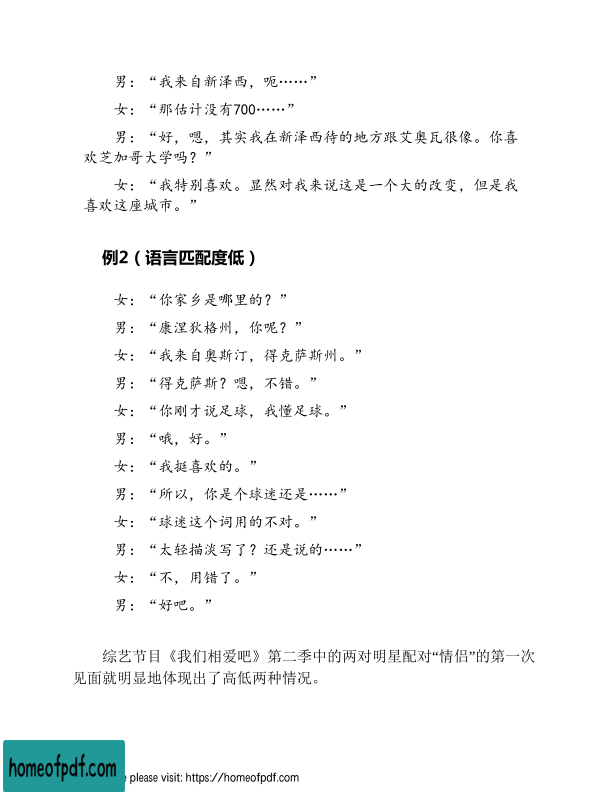 男：“我来自新泽西，呃……”
女：“那估计没有700……”
男：“好，嗯，其实我在新泽西待的地方跟艾奥瓦很像。你喜
欢芝加哥大学吗？”
女：“我特别喜欢。显然对我来说这是一个大的改变，但是我
喜欢这座城市。”
例2（语言匹配度低）
女：“你家乡是哪里的？”
男：“康涅狄格州，你呢？”
女：“我来自奥斯汀，得克萨斯州。”
男：“得克萨斯？嗯，不错。”
女：“你刚才说足球，我懂足球。”
男：“哦，好。”
女：“我挺喜欢的。”
男：“所以，你是个球迷还是……”
女：“球迷这个词用的不对。”
男：“太轻描淡写了？还是说的……”
女：“不，用错了。”
男：“好吧。”
综艺节目《我们相爱吧》第二季中的两对明星配对“情侣”的第一次
见面就明显地体现出了高低两种情况。
homeofpdf.com
e please visit: https://homeofpdf.com